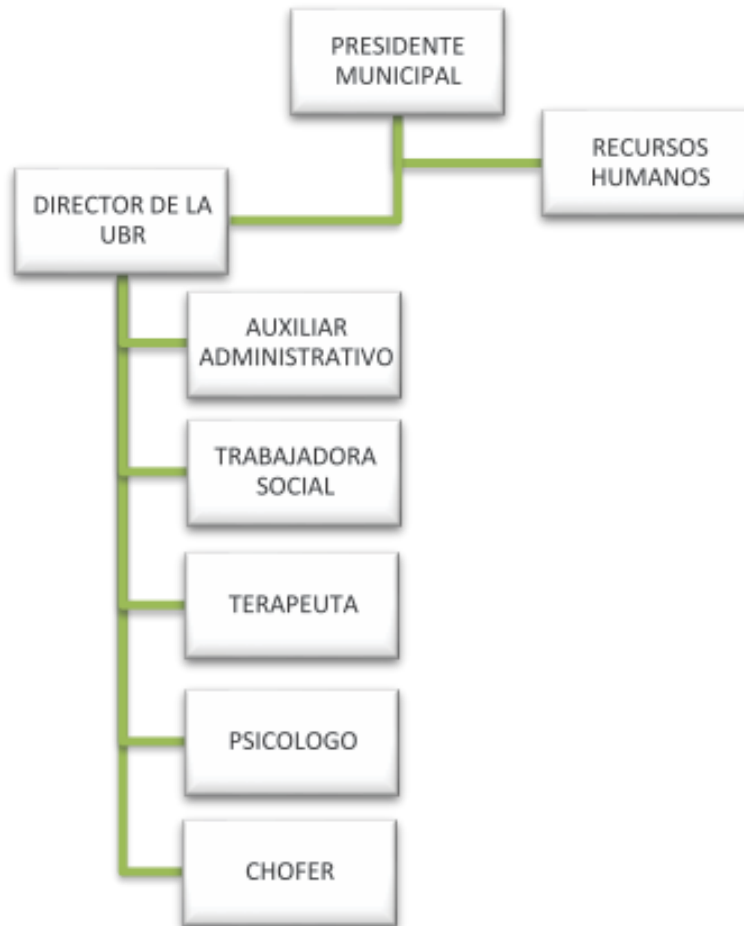 PRESIDENTE
MUNICIPAL
RECURSOS
HUMANOS
DIRECTOR DE LA
UBR
AUXILIAR
ADMINISTRATIVO
TRABAJADORA
SOCIAL
TERAPEUTA
PSICOLOGO
CHOFER